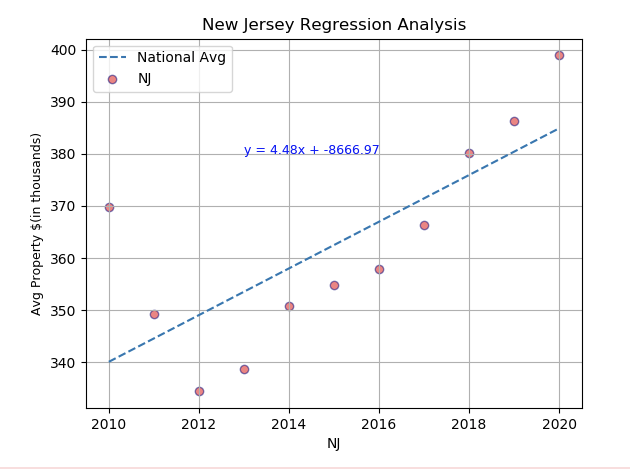 New Jersey Regression Analysis
400
390
380
370
360
350
340
Avg Property $(in thousands)
National Avg
NJ
y = 4.48x + -8666.97
2010 2012 2014 2016 2018 2020
NJ